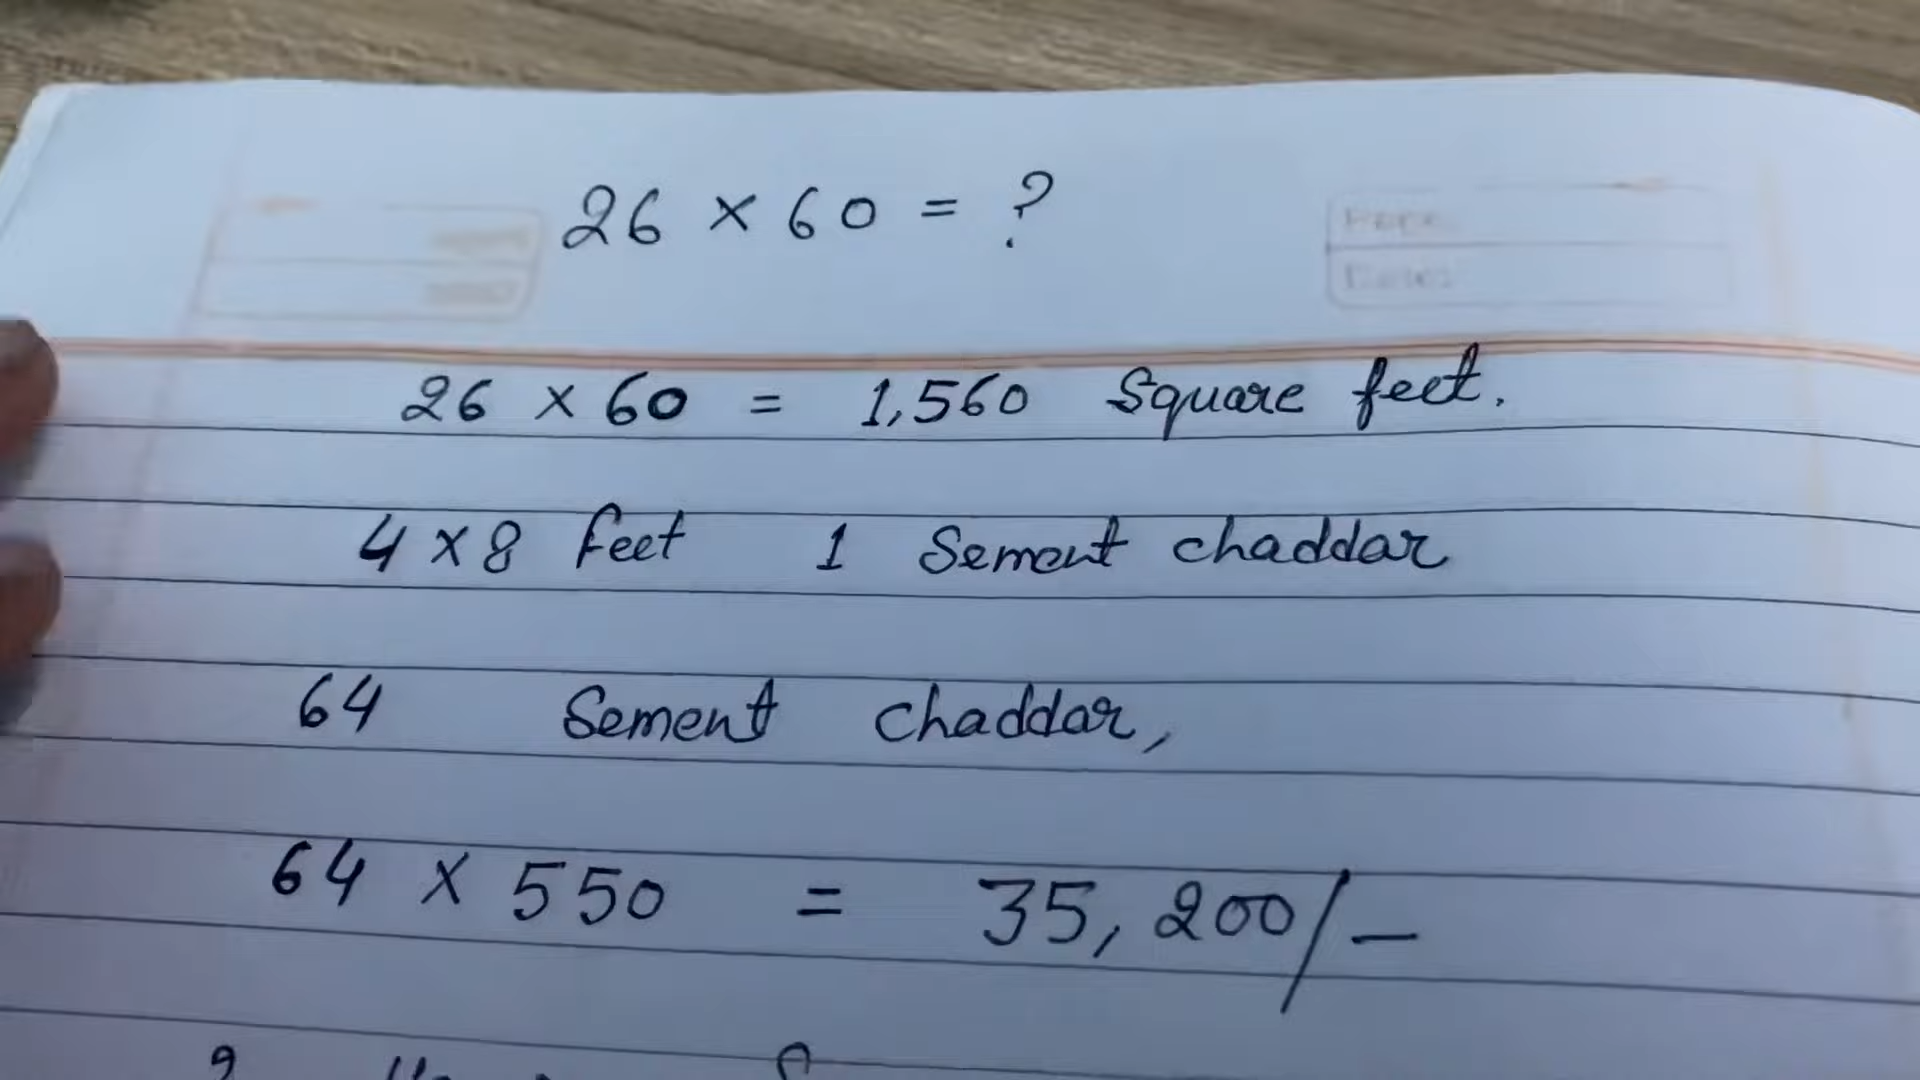 26 × 60 = ?
26 × 60 = 1,560 Square feet.
4 × 8 feet 1 Sement chaddar
64 Sement chaddar,
64 × 550 = 35,200/-